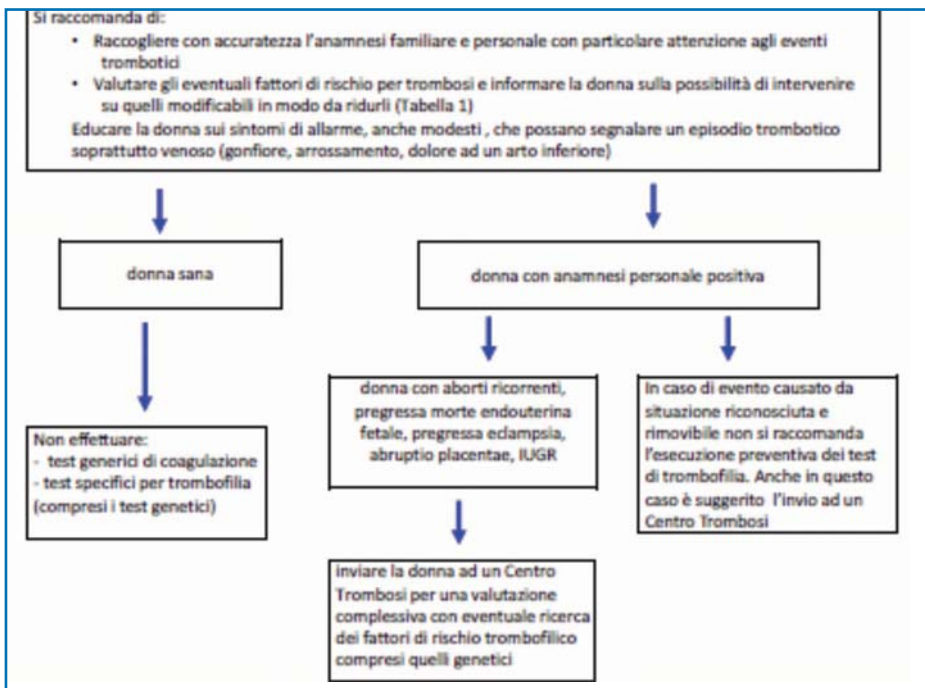 Si raccomanda di:
• Raccogliere con accuratezza l'anamnesi familiare e personale con particolare attenzione agli eventi
trombotici
• Valutare gli eventuali fattori di rischio per trombosi e informare la donna sulla possibilità di intervenire
su quelli modificabili in modo da ridurli (Tabella 1)
Educare la donna sui sintomi di allarme, anche modesti , che possano segnalare un episodio trombotico
soprattutto venoso (gonfiore, arrossamento, dolore ad un arto inferiore)
donna sana
donna con anamnesi personale positiva
Non effettuare:
- test generici di coagulazione
- test specifici per trombofilia
(compresi i test genetici)
donna con aborti ricorrenti,
pregressa morte endouterina
fetale, pregressa eclampsia,
abruptio placentae, IUGR
In caso di evento causato da
situazione riconosciuta e
rimovibile non si raccomanda
l'esecuzione preventiva dei test
di trombofilia. Anche in questo
caso è suggerito l'invio ad un
Centro Trombosi
inviare la donna ad un Centro
Trombosi per una valutazione
complessiva con eventuale ricerca
dei fattori di rischio trombofilico
compresi quelli genetici